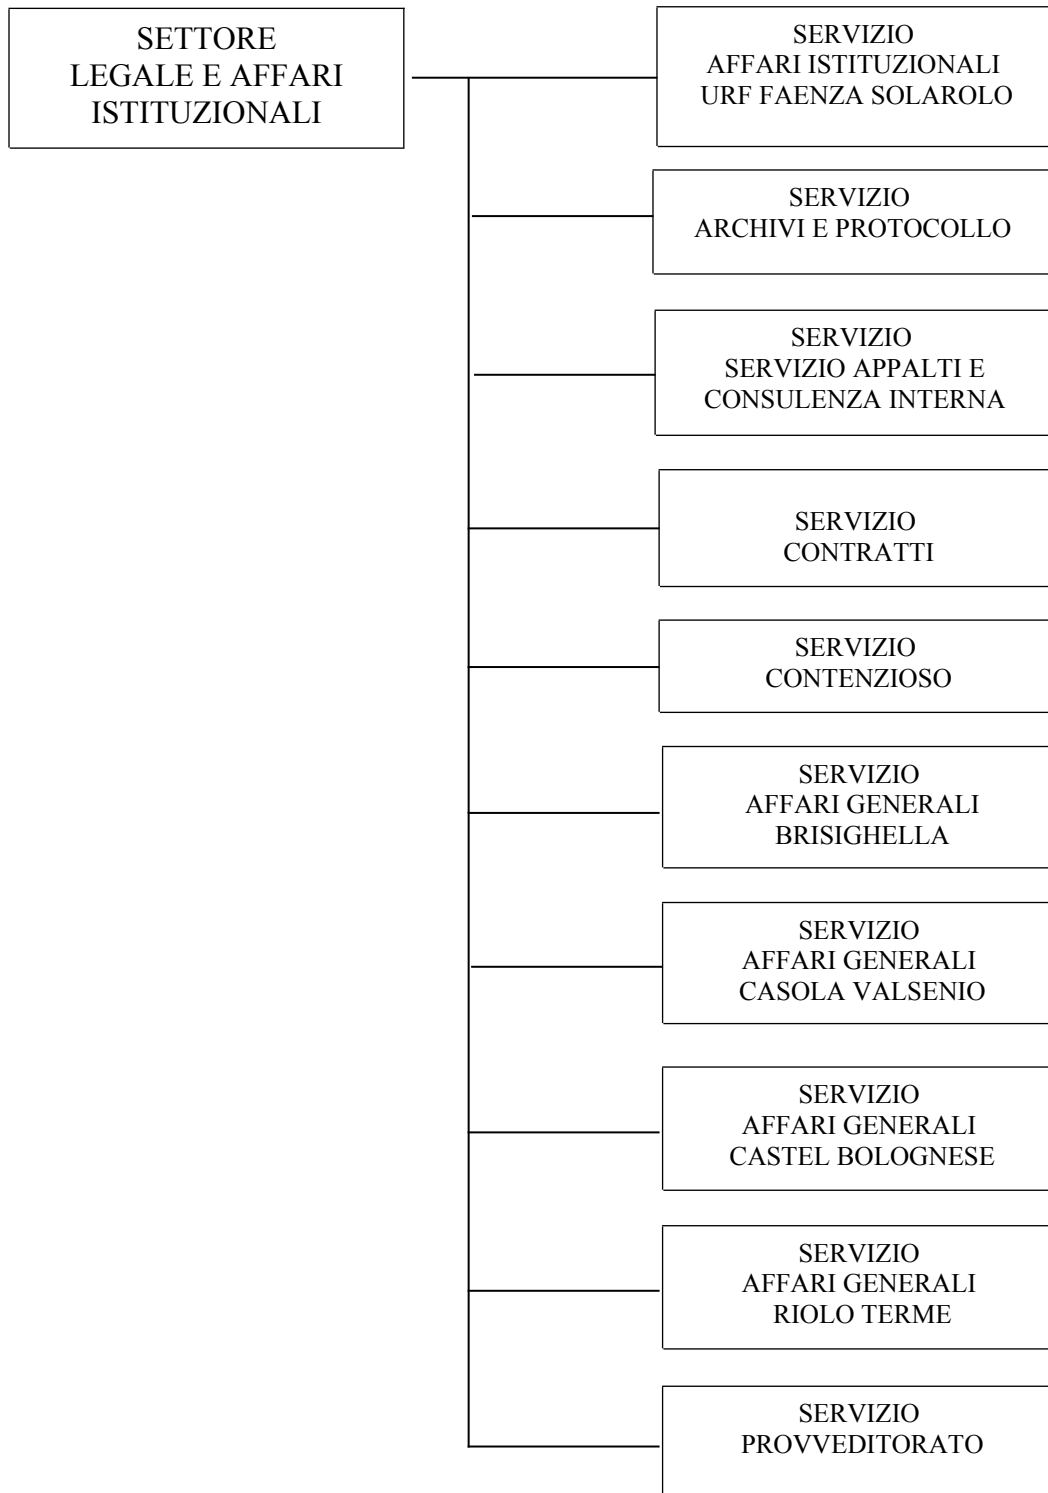 SETTORE
LEGALE E AFFARI
ISTITUZIONALI
SERVIZIO
AFFARI ISTITUZIONALI
URF FAENZA SOLAROLO
SERVIZIO
ARCHIVI E PROTOCOLLO
SERVIZIO
SERVIZIO APPALTI E
CONSULENZA INTERNA
SERVIZIO
CONTRATTI
SERVIZIO
CONTENZIOSO
SERVIZIO
AFFARI GENERALI
BRISIGHELLA
SERVIZIO
AFFARI GENERALI
CASOLA VALSENIO
SERVIZIO
AFFARI GENERALI
CASTEL BOLOGNESE
SERVIZIO
AFFARI GENERALI
RIOLO TERME
SERVIZIO
PROVVEDITORATO